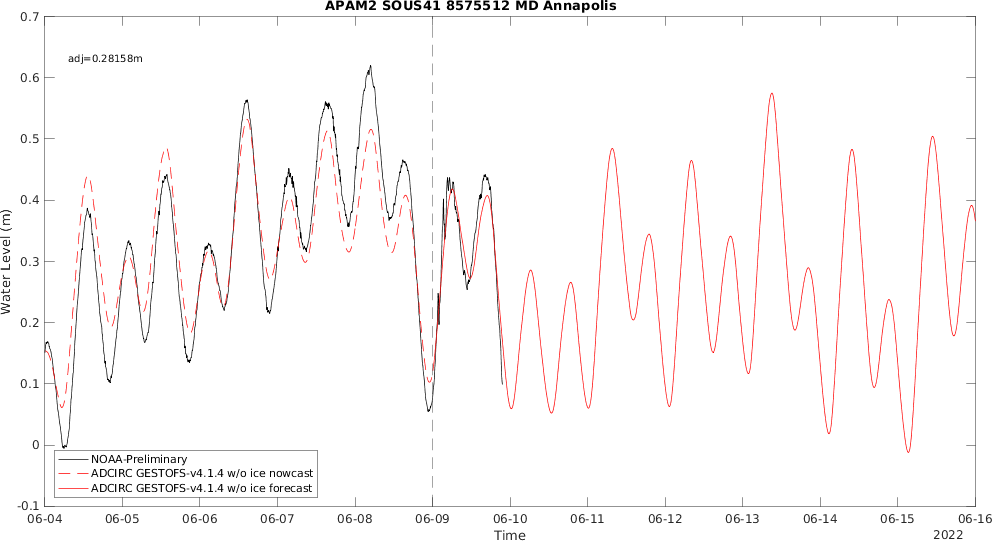 APAM2 SOUS41 8575512 MD Annapolis
adj=0.28158m
Water Level (m)
0.7
0.6
0.5
0.4
0.3
0.2
0.1
0
-0.1
NOAA-Preliminary
ADCIRC GESTOFS-v4.1.4 w/o ice nowcast
ADCIRC GESTOFS-v4.1.4 w/o ice forecast
06-04 06-05 06-06 06-07 06-08 06-09 06-10 06-11 06-12 06-13 06-14 06-15 06-16
Time
2022